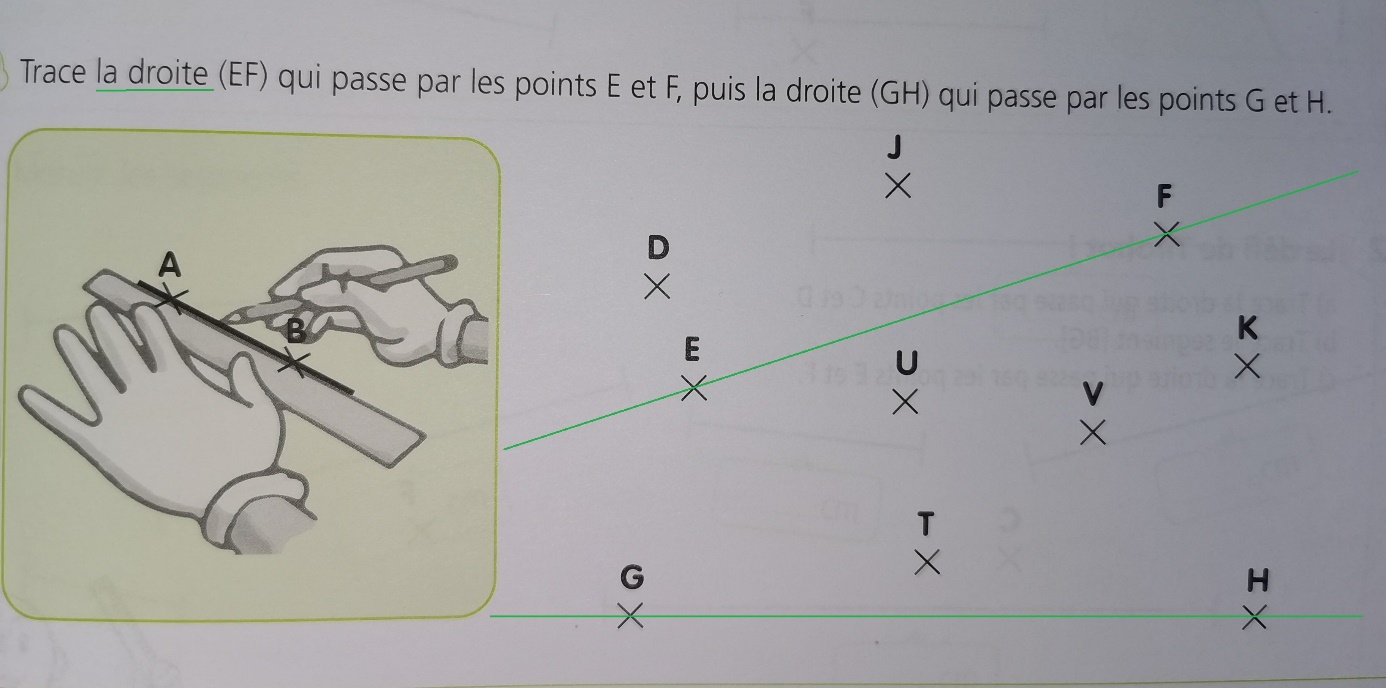 Trace la droite (EF) qui passe par les points E et F, puis la droite (GH) qui passe par les points G et H.
J
F
D
A
K
B
E
U
V
T
G
H